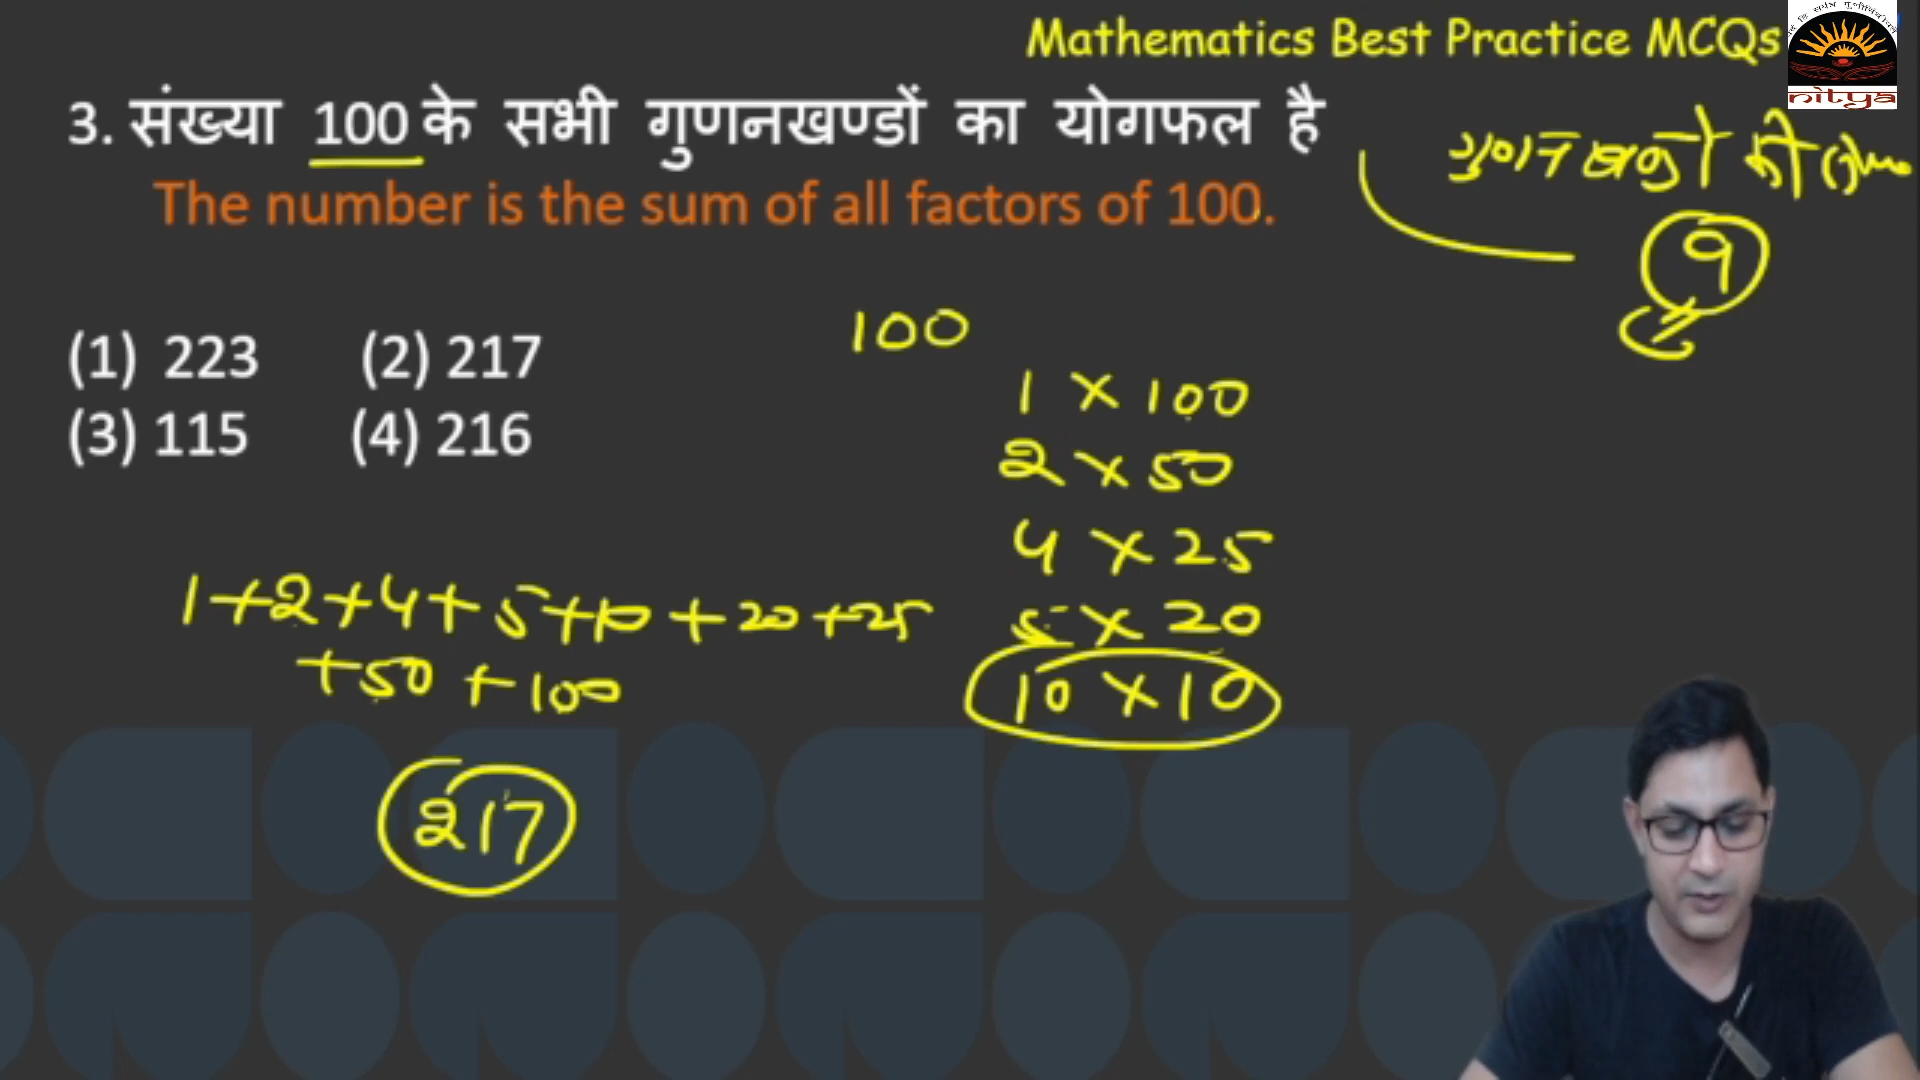 Mathematics Best Practice MCQs
nitya
3. संख्या 100 के सभी गुणनखण्डों का योगफल है
The number is the sum of all factors of 100.
9
(1) 223 (2) 217
(3) 115 (4) 216
100
1 × 100
2 × 50
4 × 25
5 × 20
10 × 10
1+2+4+5+10+20+25
+50+100
217